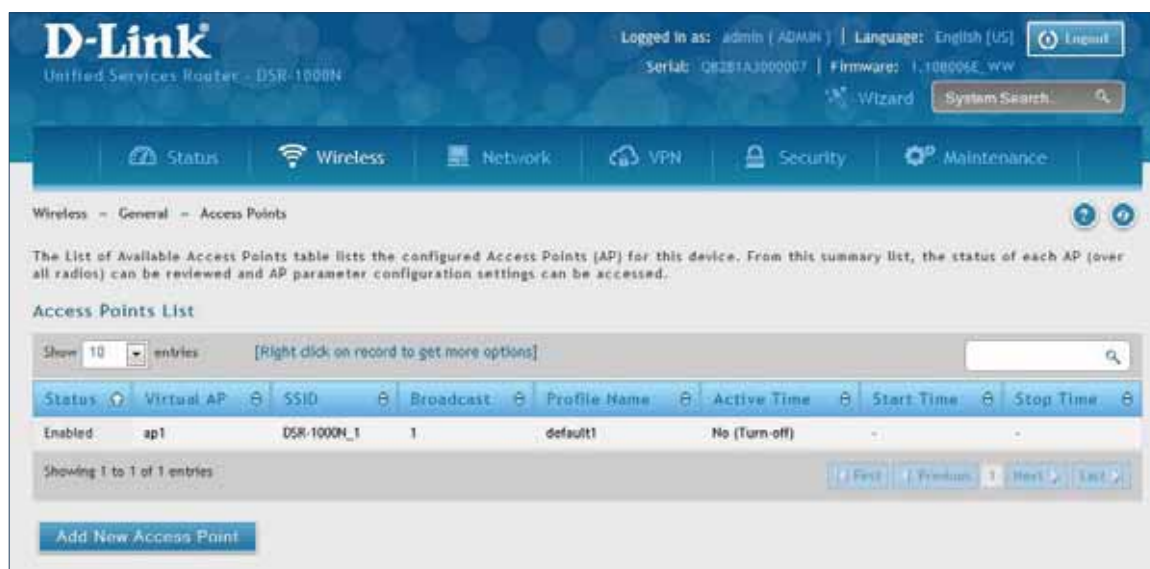 D-Link
Unified Services Router - DSR-1000N
Logged in as: admin ( ADMIN ) | Language: English [US]
Logout
Serial: | Firmware: WW
Wizard
System Search
Status
Wireless
Network
VPN
Security
Maintenance
Wireless
General
Access Points
The List of Available Access Points table lists the configured Access Points (AP) for this device. From this summary list, the status of each AP (over
all radios) can be reviewed and AP parameter configuration settings can be accessed.
Access Points List
Show 10 entries
[Right click on record to get more options]
Status Virtual AP SSID Broadcast Profile Name Active Time Start Time Stop Time
Enabled ap1 DSR-1000N_1 1 default1 No (Turn-off) - -
Showing 1 to 1 of 1 entries
First Previous 1 Next Last
Add New Access Point